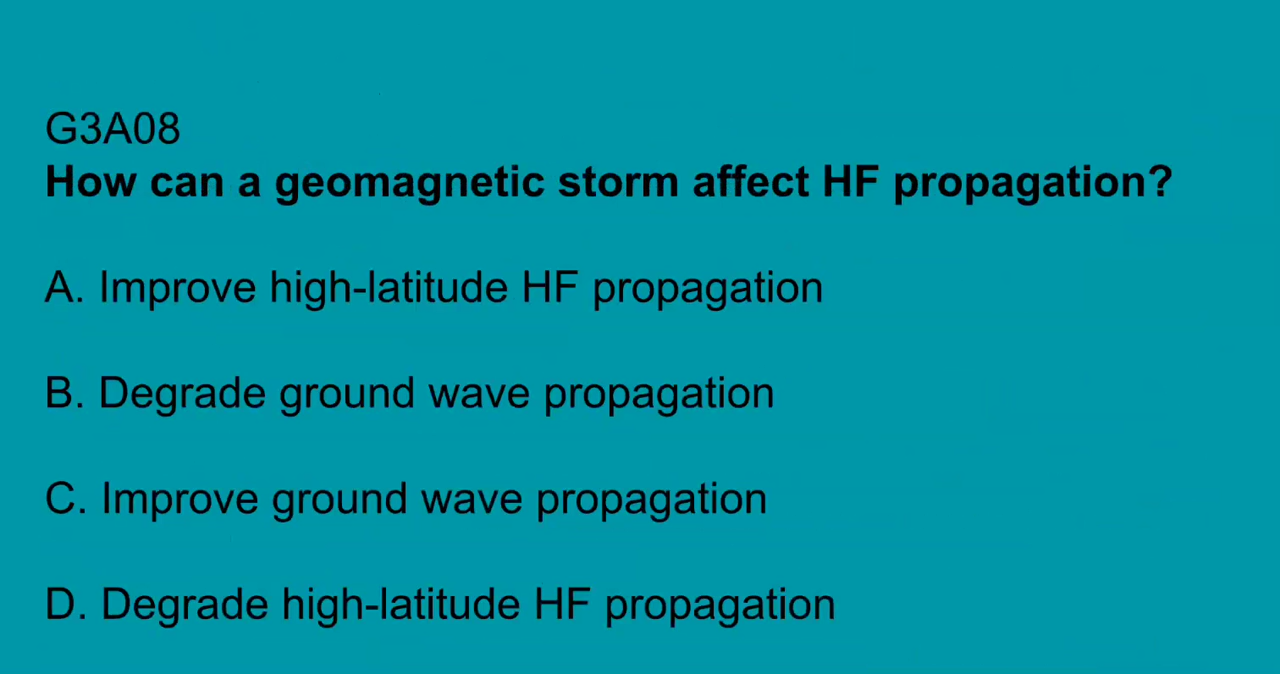 G3A08
How can a geomagnetic storm affect HF propagation?
A. Improve high-latitude HF propagation
B. Degrade ground wave propagation
C. Improve ground wave propagation
D. Degrade high-latitude HF propagation